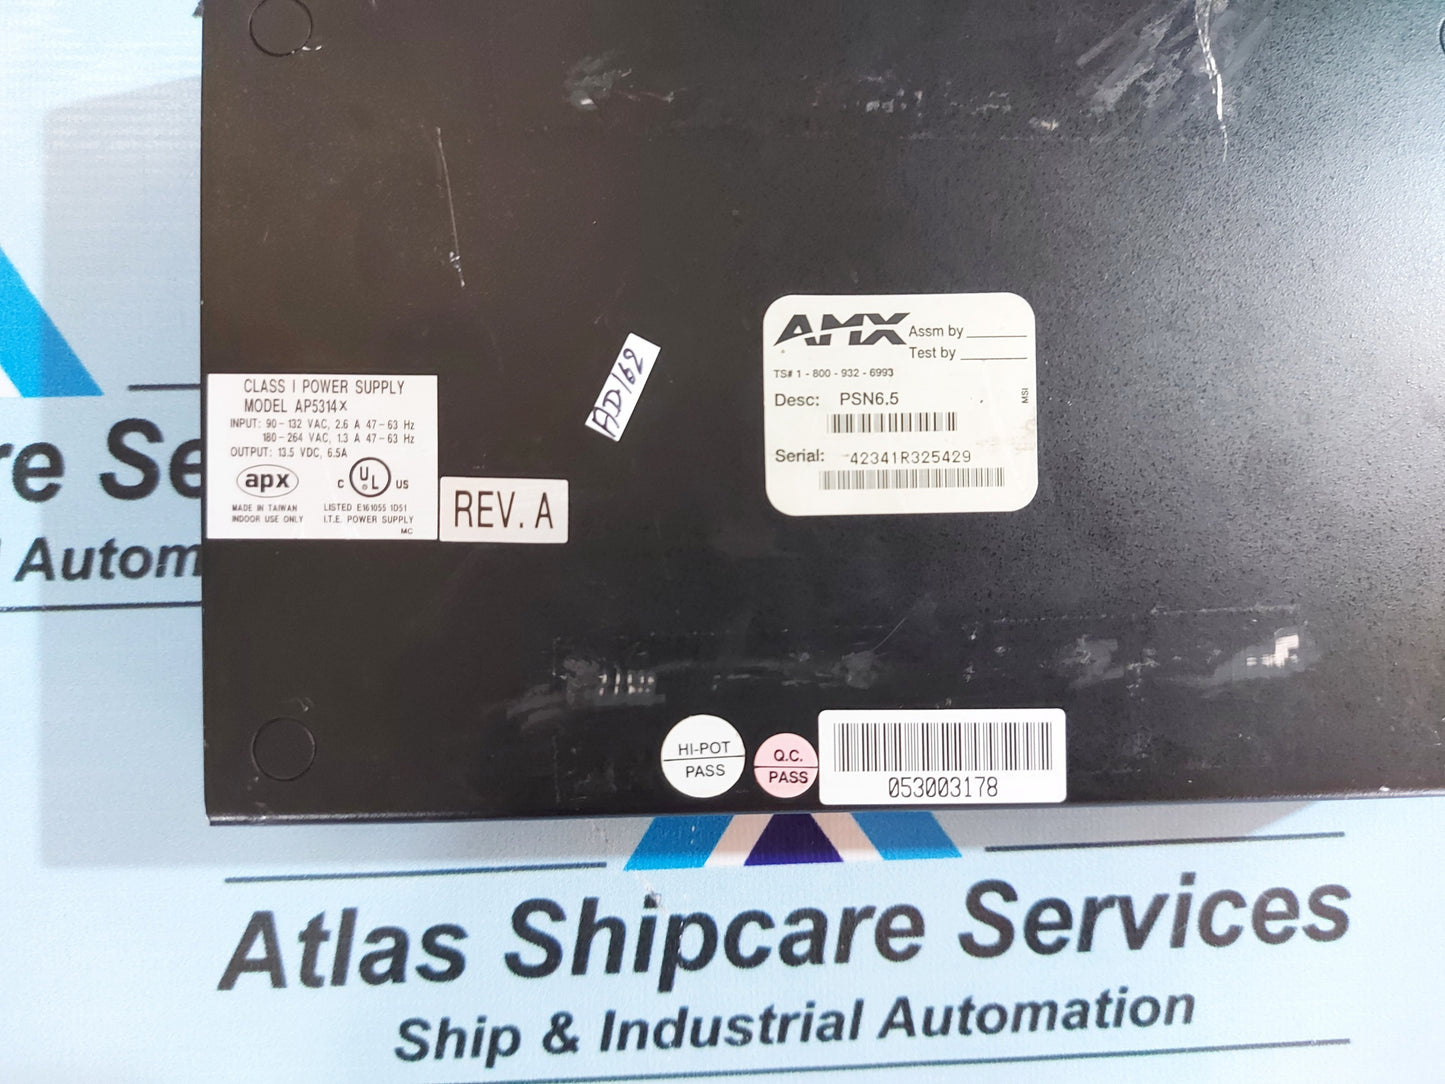 CLASS I POWER SUPPLY
MODEL AP5314X
INPUT: 90-132 VAC, 2.6 A 47-63 Hz
180-264 VAC, 1.3 A 47-63 Hz
OUTPUT: 13.5 VDC, 6.5A
apx
c UL US
MADE IN TAIWAN
INDOOR USE ONLY
LISTED E161055 1D51
I.T.E. POWER SUPPLY
MC
REV. A
AD162
AMX
Assm by
Test by
TS# 1 - 800 - 932 - 6993
Desc: PSN6.5
MSI
Serial: 42341R325429
HI-POT
PASS
Q.C.
PASS
053003178
re Se
Autom
Atlas Shipcare Services
Ship & Industrial Automation